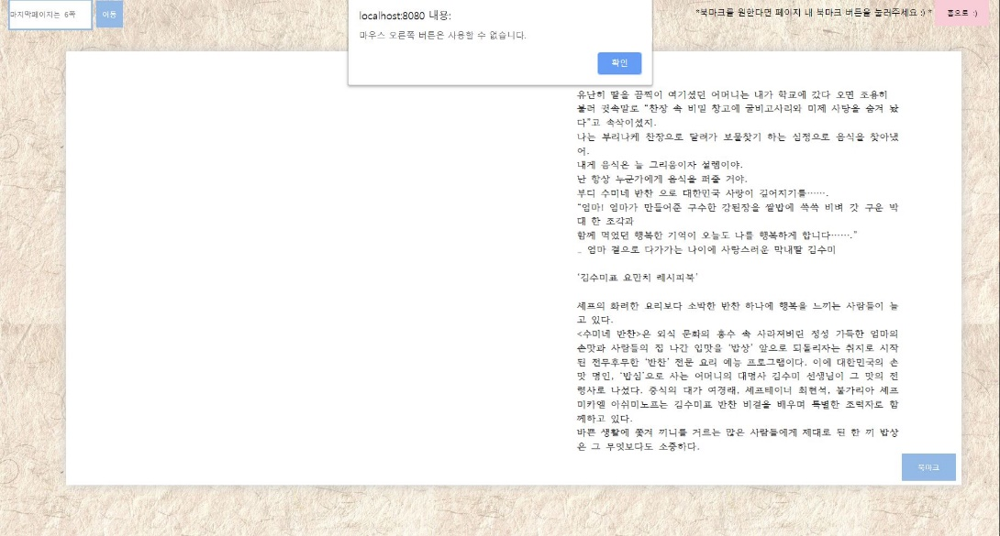 마지막페이지는 6쪽
이동
localhost:8080 내용:
마우스 오른쪽 버튼은 사용할 수 없습니다.
확인
*북마크를 원한다면 페이지 내 북마크 버튼을 눌러주세요 :) *
홈으로 :)
유난히 딸을 끔찍이 여기셨던 어머니는 내가 학교에 갔다 오면 조용히
불러 귓속말로 “찬장 속 비밀 창고에 굴비고사리와 미제 사탕을 숨겨 놨
다”고 속삭이셨지.
나는 부리나케 찬장으로 달려가 보물찾기 하는 심정으로 음식을 찾아냈
어.
내게 음식은 늘 그리움이자 설렘이야.
난 항상 누군가에게 음식을 퍼줄 거야.
부디 수미네 반찬 으로 대한민국 사랑이 깊어지기를…….
“엄마! 엄마가 만들어준 구수한 강된장을 쌀밥에 쓱쓱 비벼 갓 구운 박
대 한 조각과
함께 먹었던 행복한 기억이 오늘도 나를 행복하게 합니다…….”
_ 엄마 곁으로 다가가는 나이에 사랑스러운 막내딸 김수미
‘김수미표 요만치 레시피북’
셰프의 화려한 요리보다 소박한 반찬 하나에 행복을 느끼는 사람들이 늘
고 있다.
<수미네 반찬>은 외식 문화의 홍수 속 사라져버린 정성 가득한 엄마의
손맛과 사람들의 집 나간 입맛을 ‘밥상’ 앞으로 되돌리자는 취지로 시작
된 전무후무한 ‘반찬’ 전문 요리 예능 프로그램이다. 이에 대한민국의 손
맛 명인, ‘밥심’으로 사는 어머니의 대명사 김수미 선생님이 그 맛의 전
령사로 나섰다. 중식의 대가 여경래, 셰프테이너 최현석, 불가리아 셰프
미카엘 아쉬미노프는 김수미표 반찬 비결을 배우며 특별한 조력자로 함
께하고 있다.
바쁜 생활에 쫓겨 끼니를 거르는 많은 사람들에게 제대로 된 한 끼 밥상
은 그 무엇보다도 소중하다.
북마크